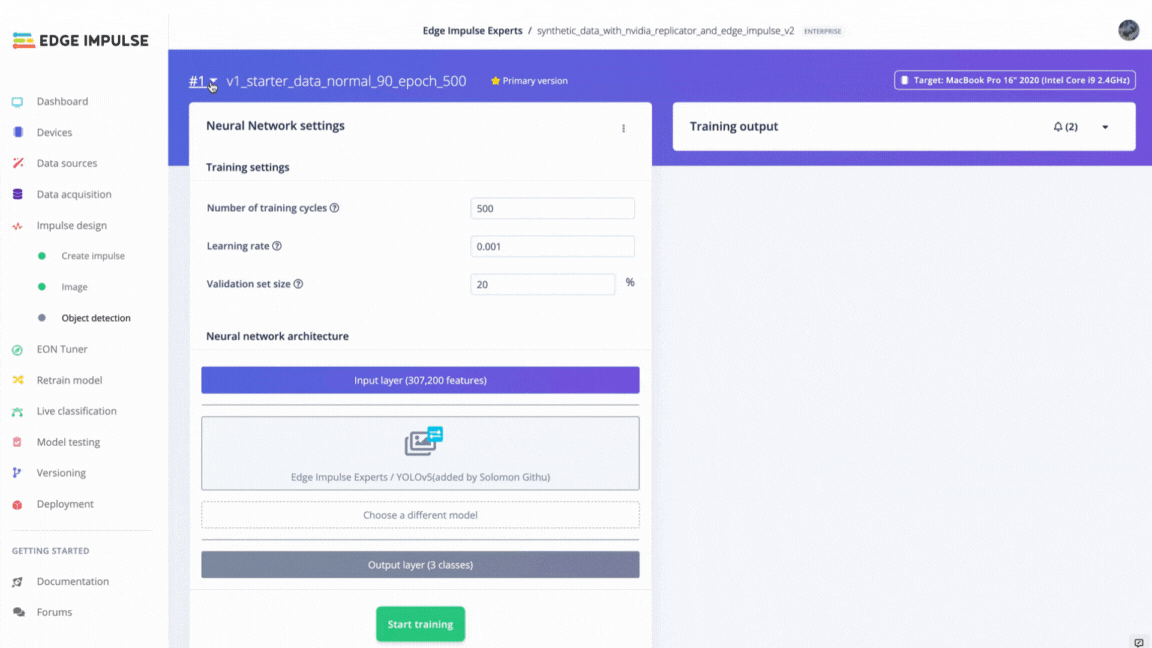 EDGE IMPULSE
Edge Impulse Experts / synthetic_data_with_nvidia_replicator_and_edge_impulse_v2 ENTERPRISE
#1 v1_starter_data_normal_90_epoch_500 Primary version
Target: MacBook Pro 16" 2020 (Intel Core i9 2.4GHz)
Dashboard
Devices
Data sources
Data acquisition
Impulse design
Create impulse
Image
Object detection
EON Tuner
Retrain model
Live classification
Model testing
Versioning
Deployment
GETTING STARTED
Documentation
Forums
Neural Network settings
Training settings
Number of training cycles ? 500
Learning rate ? 0.001
Validation set size ? 20 %
Neural network architecture
Input layer (307,200 features)
Edge Impulse Experts / YOLOv5(added by Solomon Githu)
Choose a different model
Output layer (3 classes)
Start training
Training output (2)